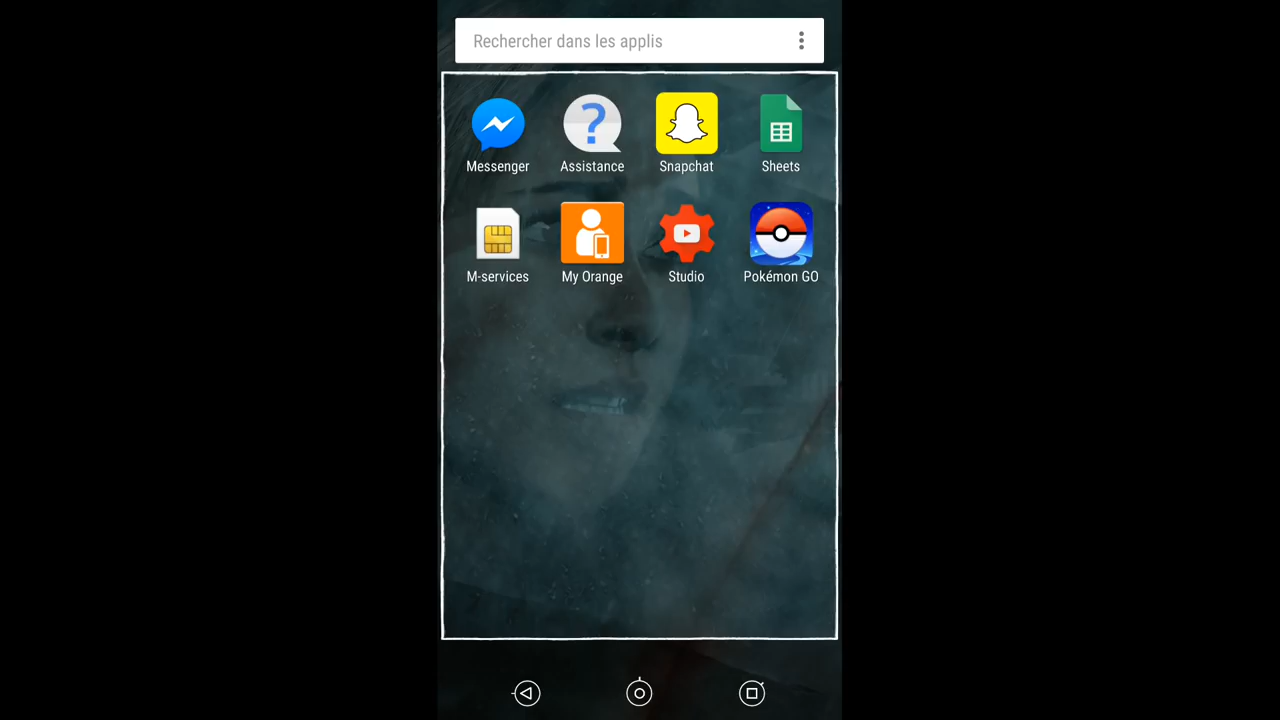 Rechercher dans les applis
Messenger
Assistance
Snapchat
Sheets
M-services
My Orange
Studio
Pokémon GO